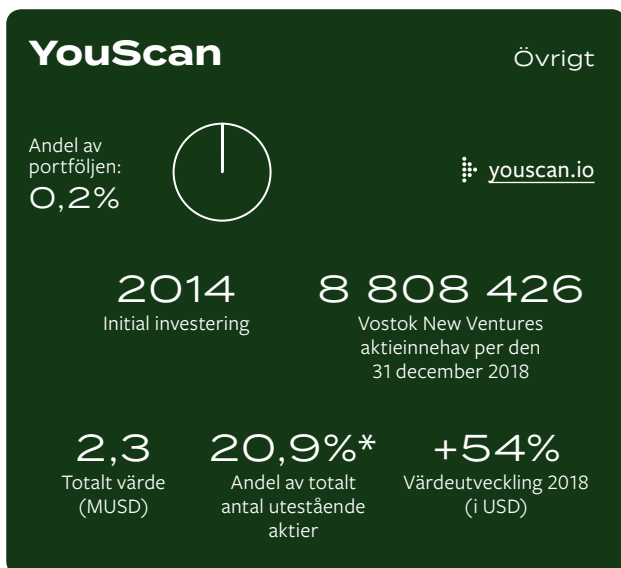 YouScan
Övrigt
Andel av
portföljen:
0,2%
youscan.io
2014
Initial investering
8 808 426
Vostok New Ventures
aktieinnehav per den
31 december 2018
2,3
Totalt värde
(MUSD)
20,9%*
Andel av totalt
antal utestående
aktier
+54%
Värdeutveckling 2018
(i USD)